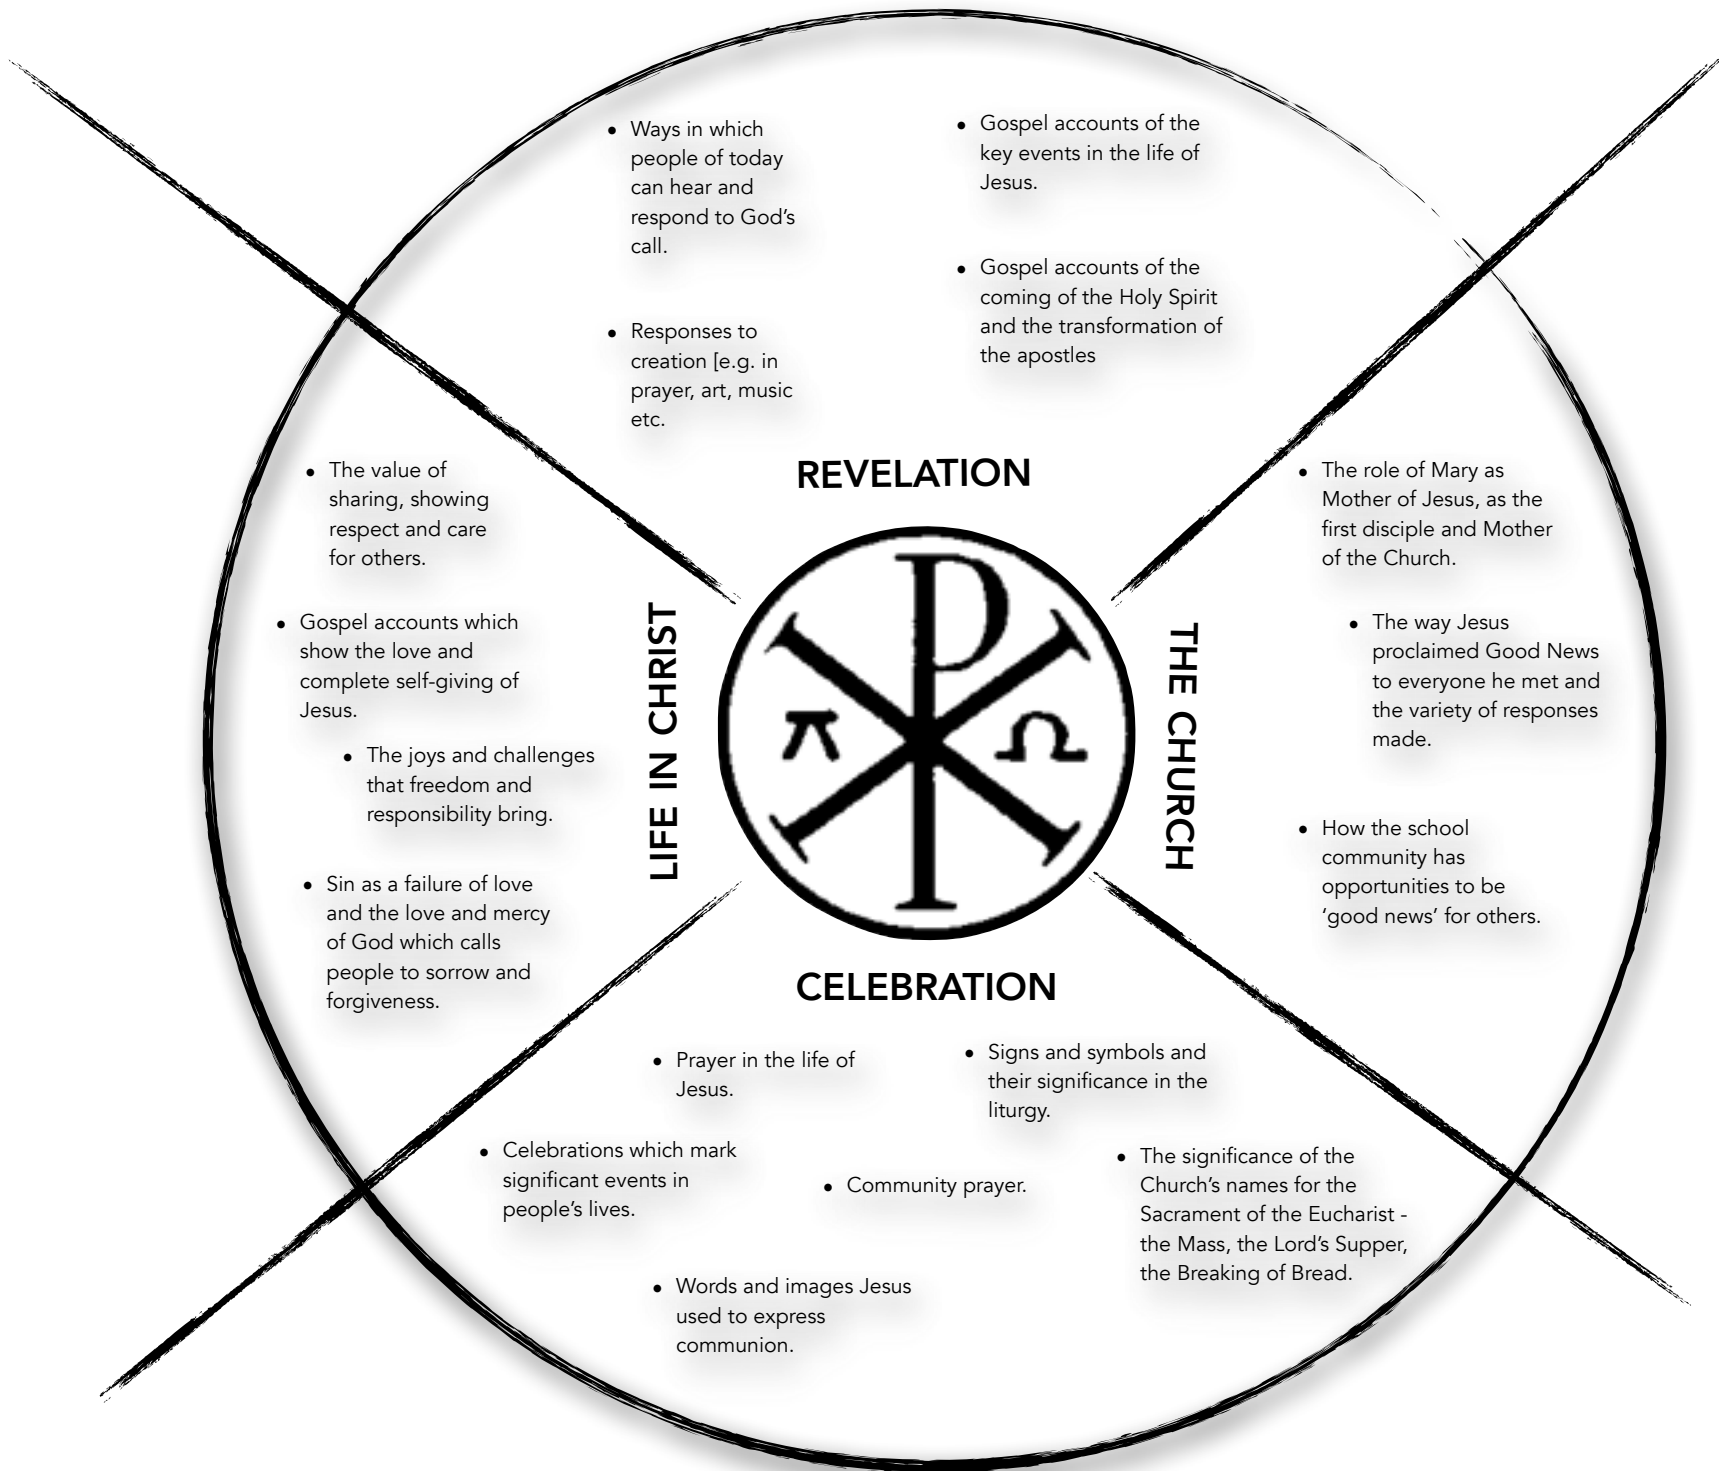 • Ways in which
people of today
can hear and
respond to God's
call.
• Responses to
creation [e.g. in
prayer, art, music
etc.
• Gospel accounts of the
key events in the life of
Jesus.
• Gospel accounts of the
coming of the Holy Spirit
and the transformation of
the apostles
REVELATION
• The value of
sharing, showing
respect and care
for others.
• Gospel accounts which
show the love and
complete self-giving of
Jesus.
• The joys and challenges
that freedom and
responsibility bring.
• Sin as a failure of love
and the love and mercy
of God which calls
people to sorrow and
forgiveness.
LIFE IN CHRIST
Ω
THE CHURCH
• The role of Mary as
Mother of Jesus, as the
first disciple and Mother
of the Church.
• The way Jesus
proclaimed Good News
to everyone he met and
the variety of responses
made.
• How the school
community has
opportunities to be
‘good news’ for others.
CELEBRATION
• Prayer in the life of
Jesus.
• Signs and symbols and
their significance in the
liturgy.
• Celebrations which mark
significant events in
people's lives.
• Community prayer.
• The significance of the
Church's names for the
Sacrament of the Eucharist -
the Mass, the Lord's Supper,
the Breaking of Bread.
• Words and images Jesus
used to express
communion.